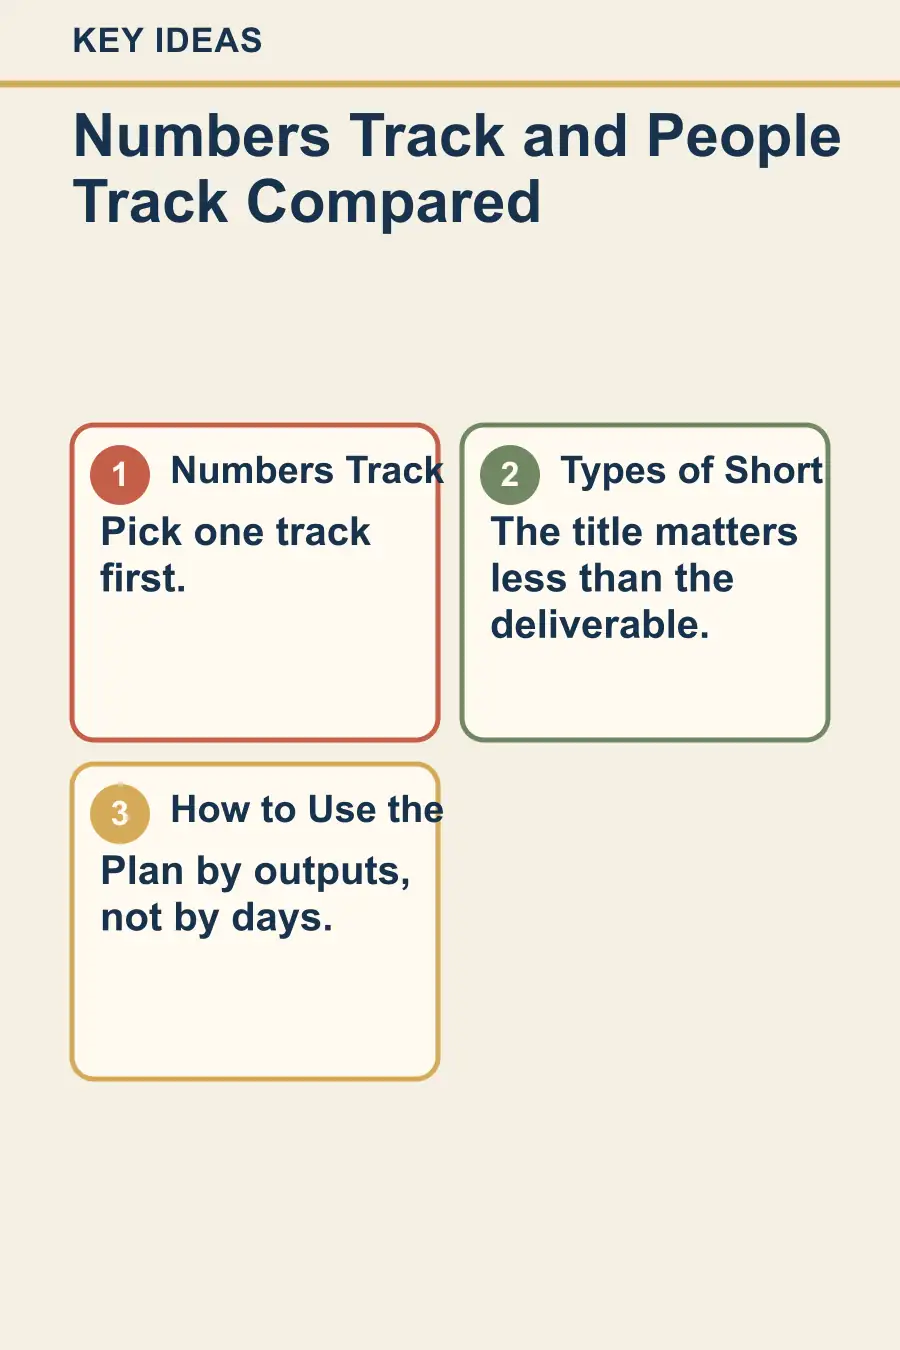 KEY IDEAS
Numbers Track and People
Track Compared
1 Numbers Track
Pick one track
first.
2 Types of Short
The title matters
less than the
deliverable.
3 How to Use the
Plan by outputs,
not by days.